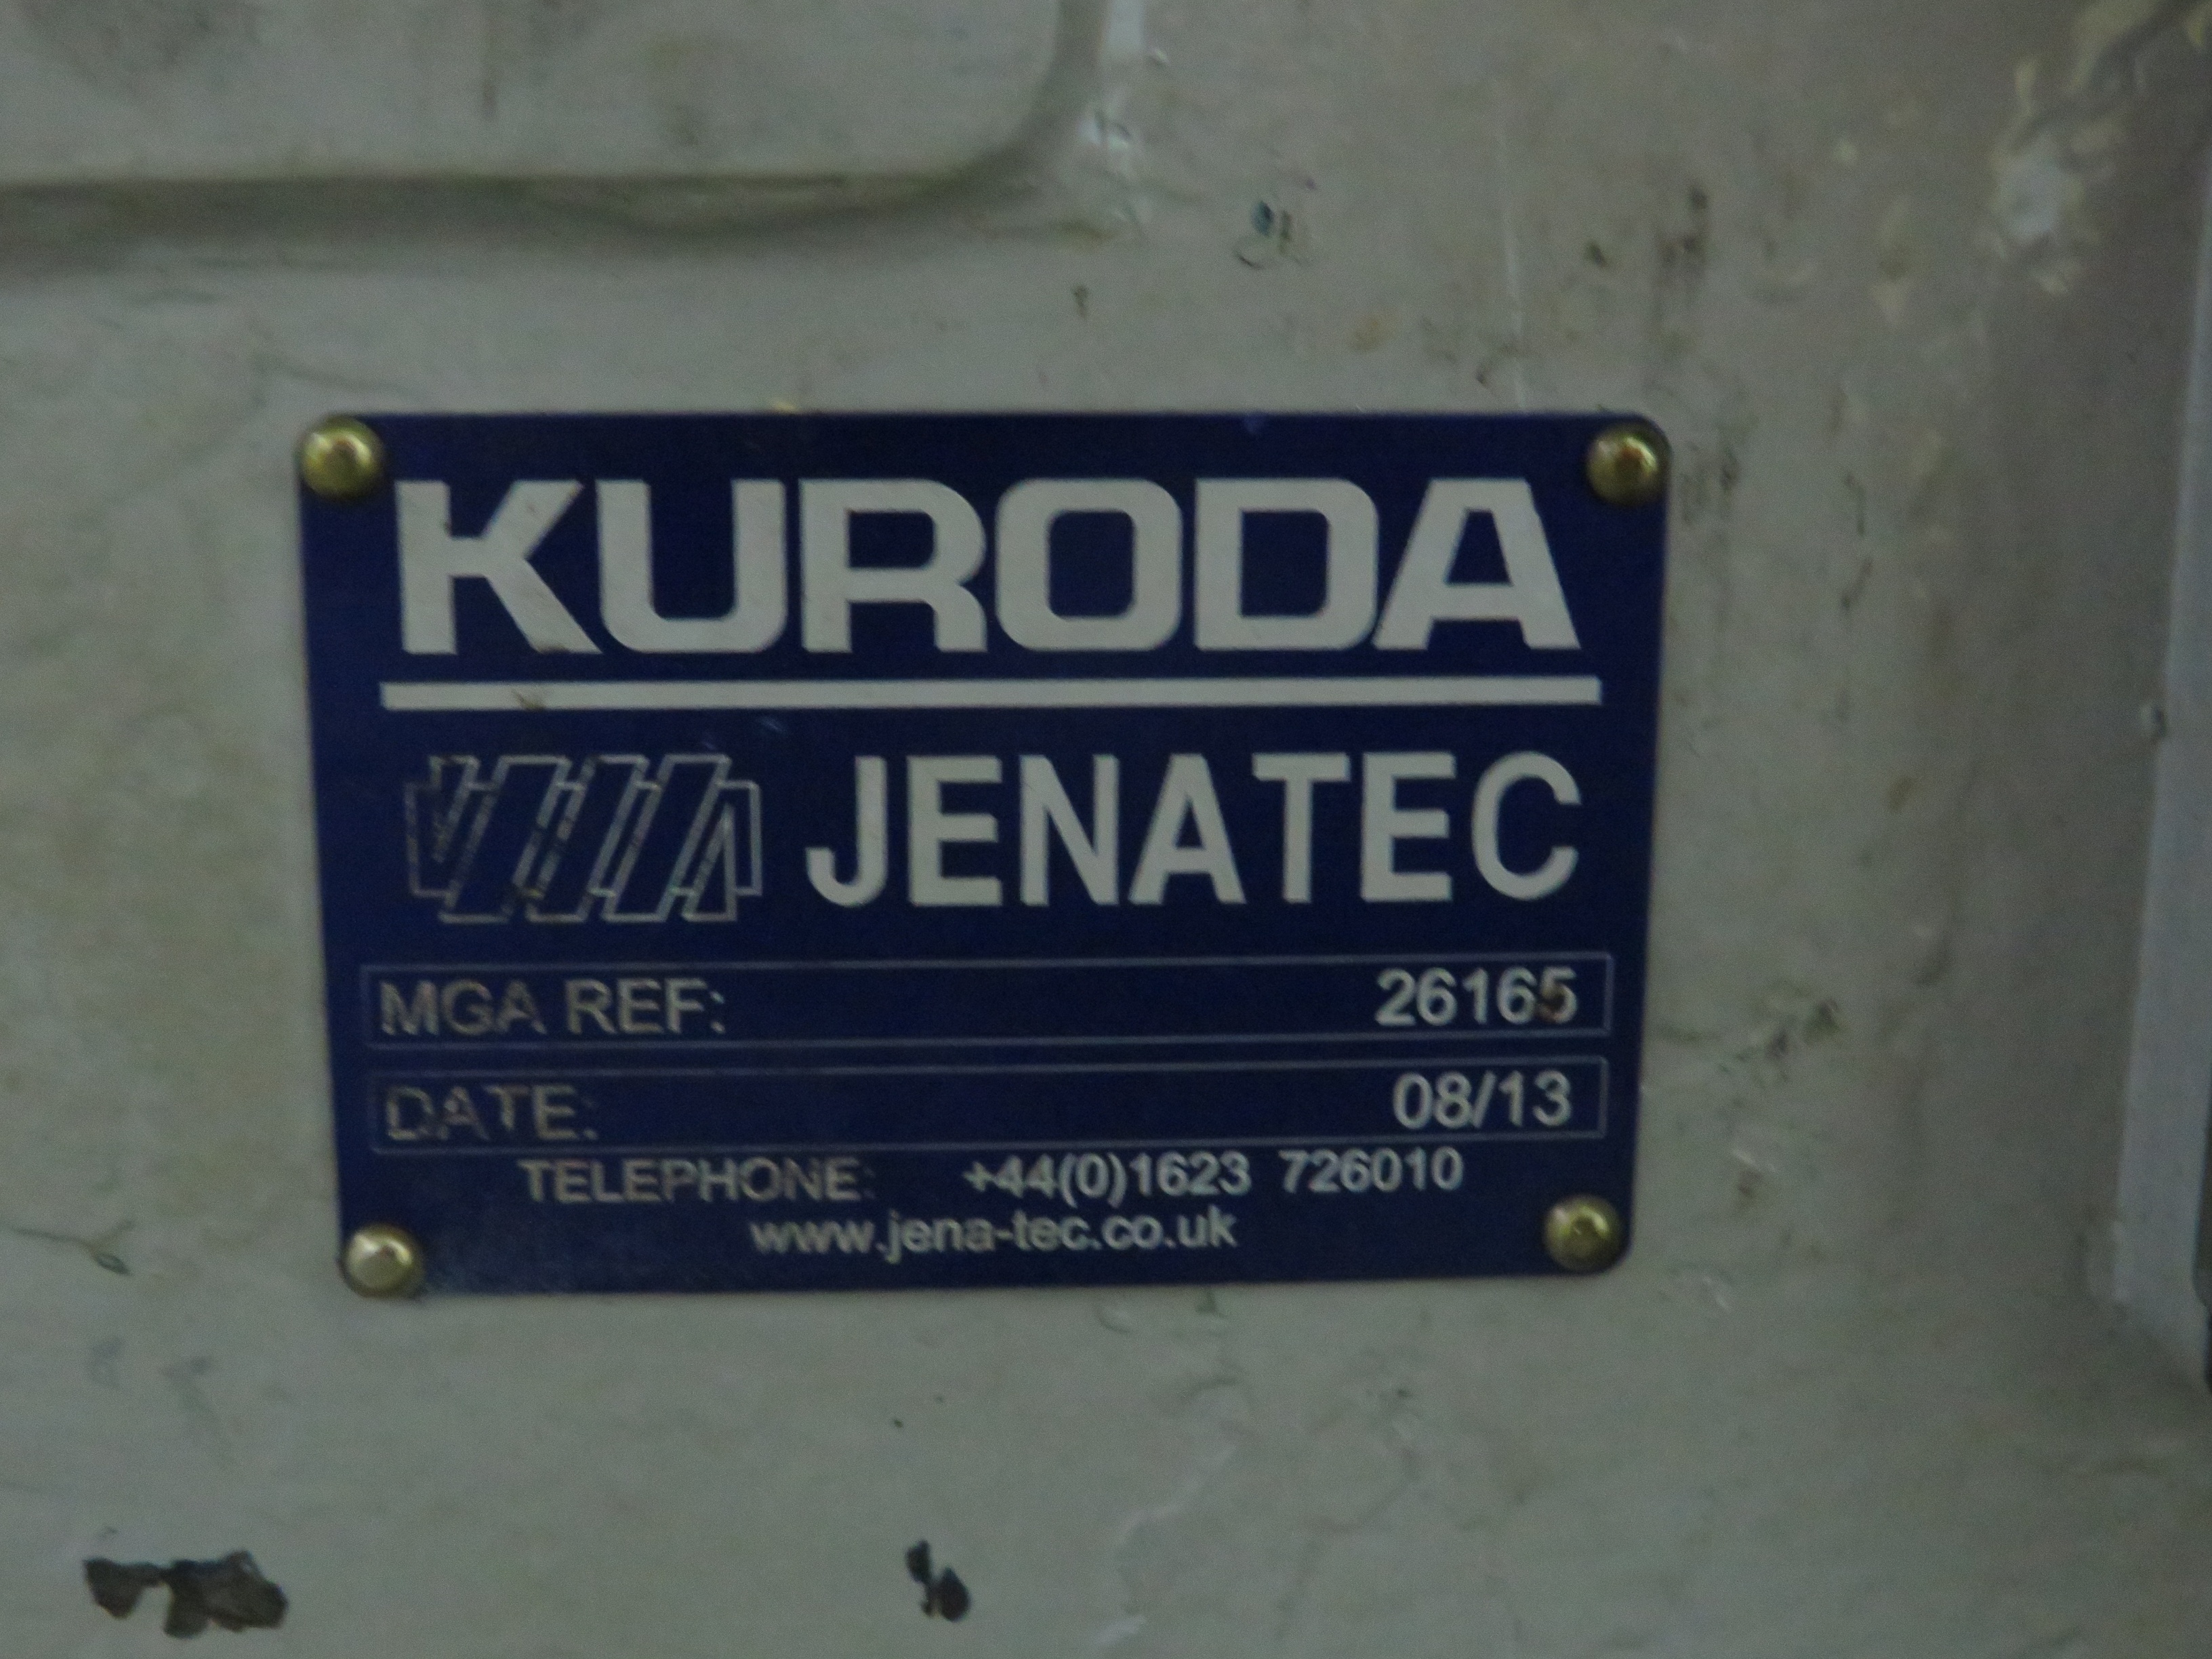 KURODA
JENATEC
MGA REF: 26165
DATE: 08/13
TELEPHONE: +44(0)1623 726010
www.jena-tec.co.uk